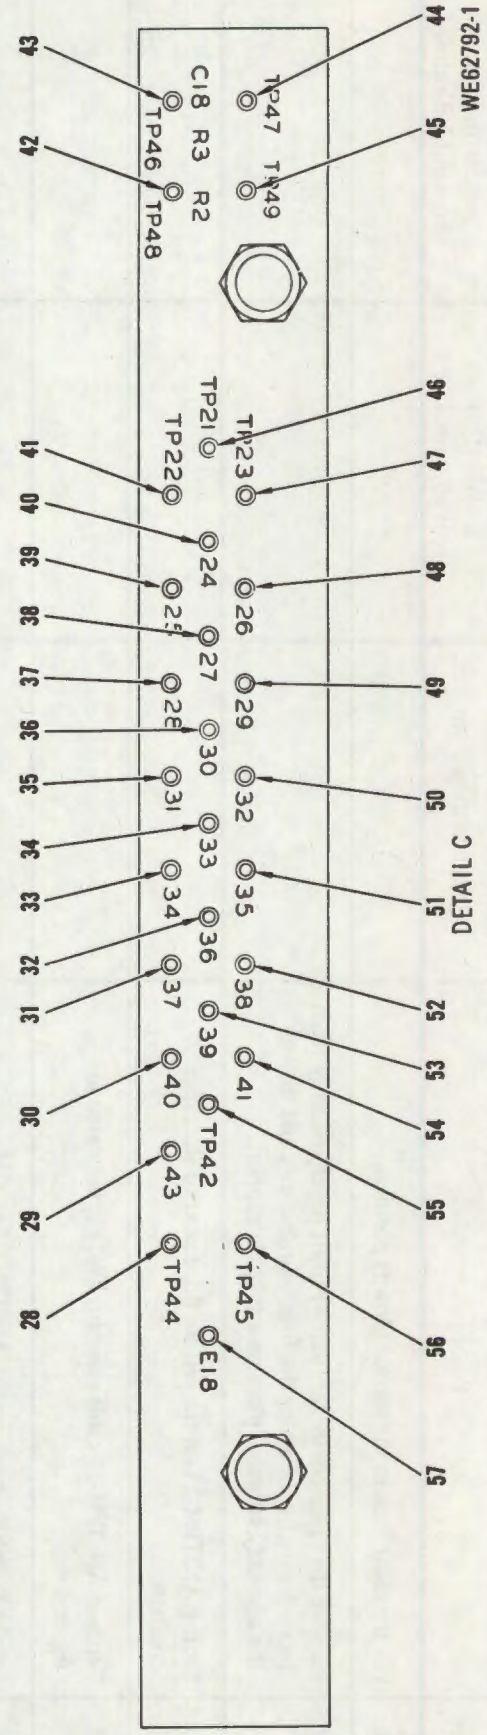 28 29 30 31 32 33 34 35 36 37 38 39 40 41 42 43
TP44 43 40 37 34 31 28 25 TP22 TP48 TP46
E18 TP42 39 36 33 30 27 24 TP21 R2 R3 C18
TP45 41 38 35 32 29 26 TP23 TP49 TP47
57 56 55 54 53 52 51 50 49 48 47 46 45 44
DETAIL C
WE62792-1